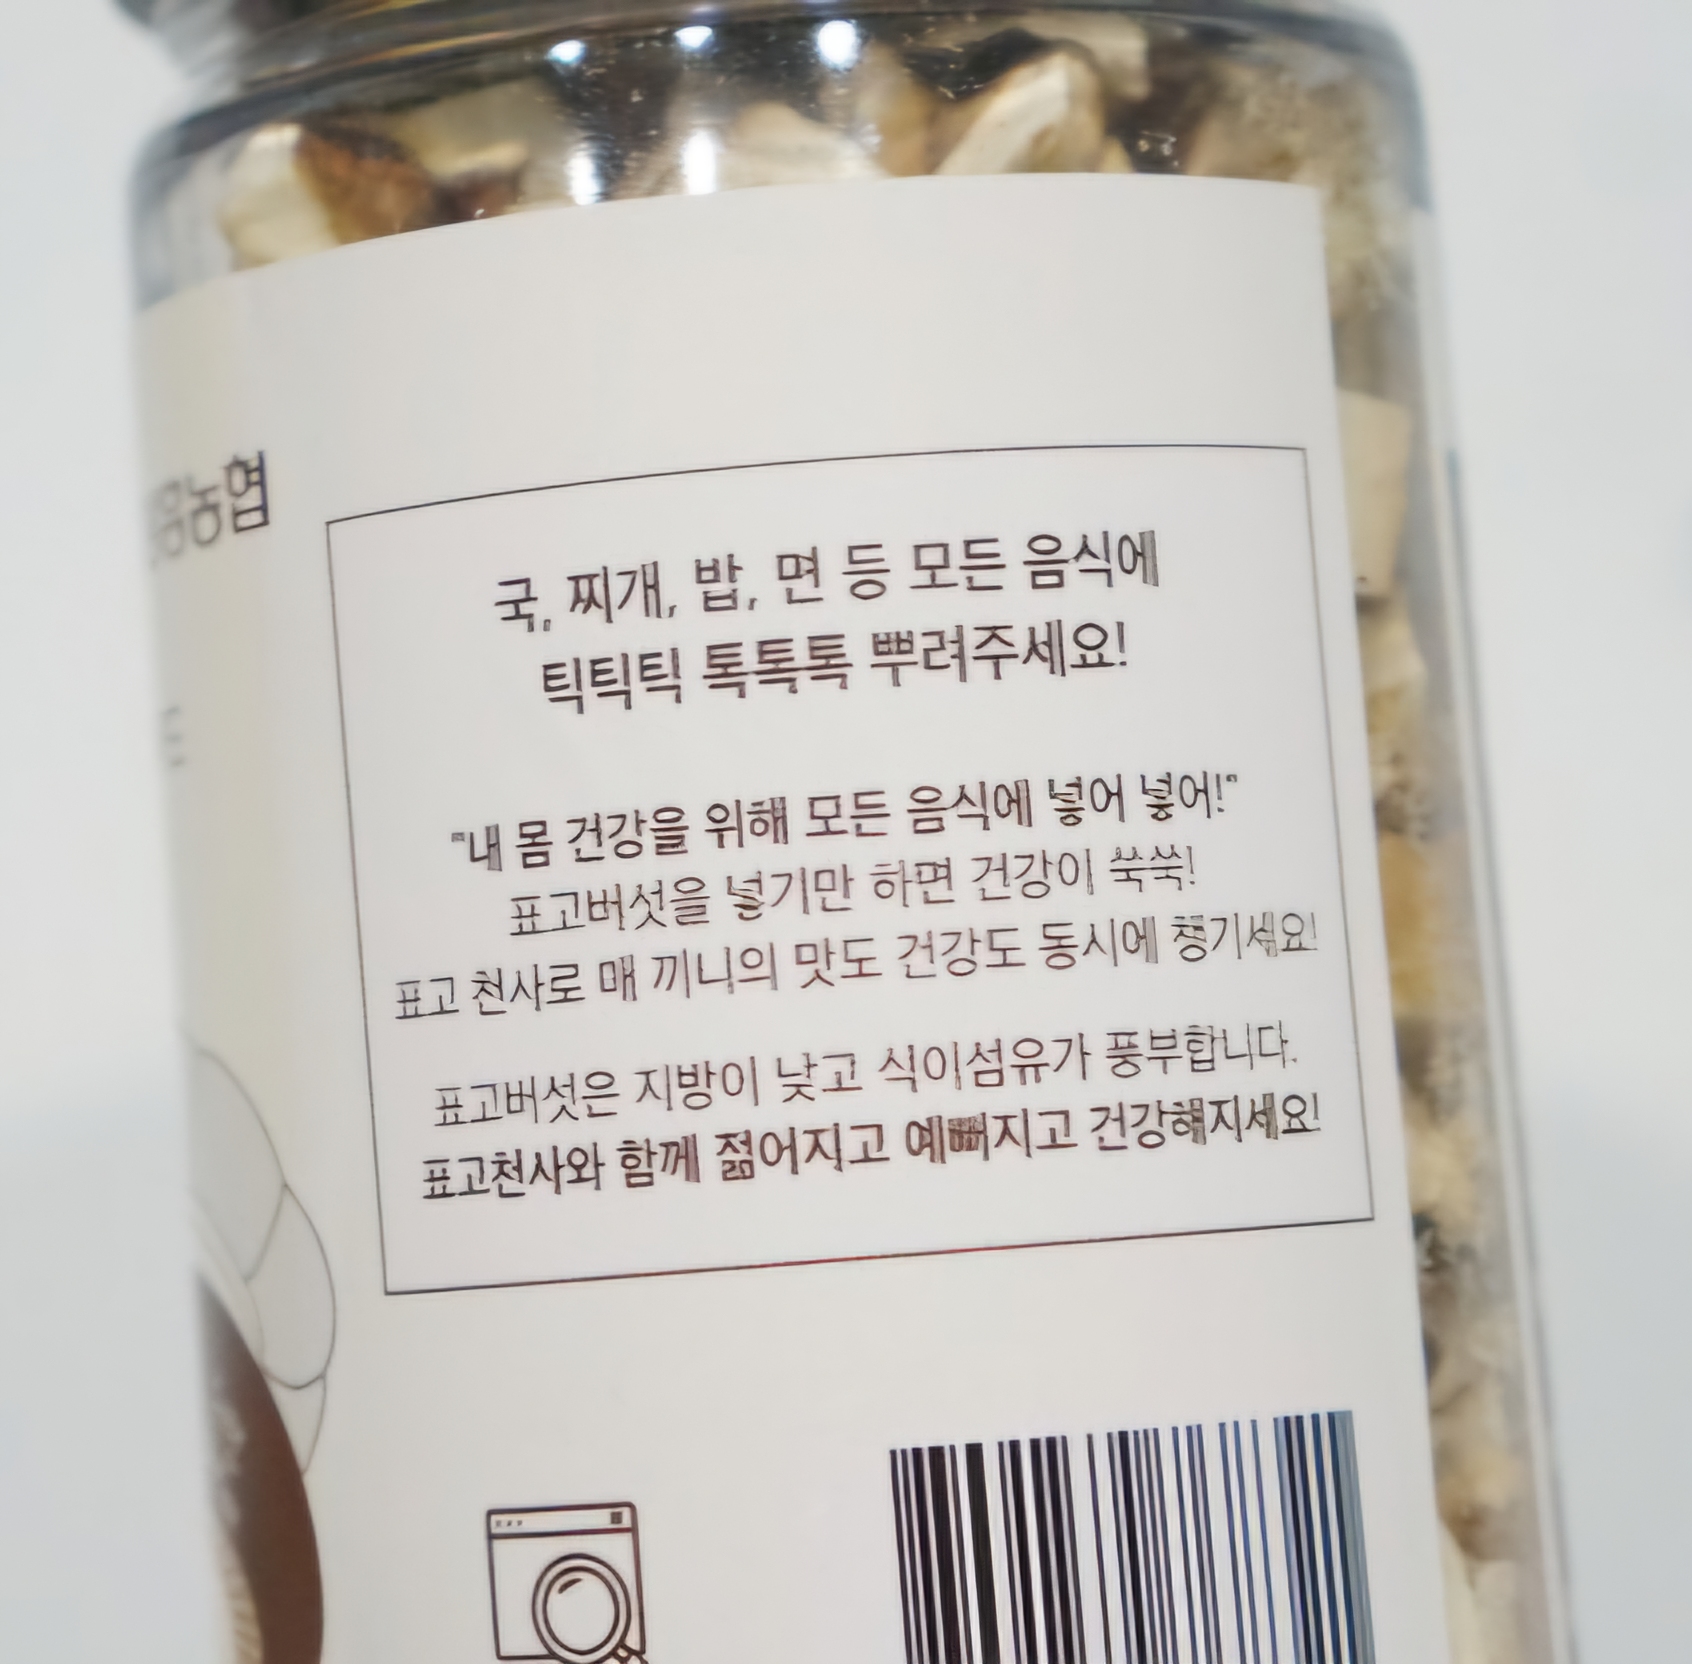 농협
국, 찌개, 밥, 면 등 모든 음식에
틱틱틱 톡톡톡 뿌려주세요!
"내 몸 건강을 위해 모든 음식에 넣어 넣어!"
표고버섯을 넣기만 하면 건강이 쑥쑥!
표고 천사로 매 끼니의 맛도 건강도 동시에 챙기세요!
표고버섯은 지방이 낮고 식이섬유가 풍부합니다.
표고천사와 함께 젊어지고 예뻐지고 건강해지세요!